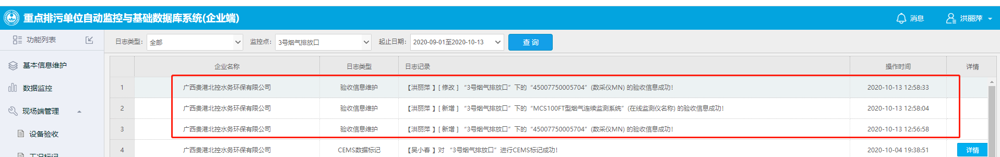 重点排污单位自动监控与基础数据库系统(企业端)
消息
洪丽萍
功能列表
日志类型: 全部
监控点: 3号烟气排放口
起止日期: 2020-09-01至2020-10-13
查 询
基本信息维护
数据监控
现场端管理
设备验收
工况标记
企业名称 日志类型 日志记录 操作时间 详情
1 广西贵港北控水务环保有限公司 验收信息维护 【洪丽萍 】[ 修改 ] “3号烟气排放口”下的“45007750005704”(数采仪MN) 的验收信息成功! 2020-10-13 12:58:33
2 广西贵港北控水务环保有限公司 验收信息维护 【洪丽萍 】[ 新增 ] “3号烟气排放口”下的“MCS100FT型烟气连续监测系统”(在线监测仪名称) 的验收信息成功! 2020-10-13 12:58:04
3 广西贵港北控水务环保有限公司 验收信息维护 【洪丽萍 】[ 新增 ] “3号烟气排放口”下的“45007750005704”(数采仪MN) 的验收信息成功! 2020-10-13 12:56:58
4 广西贵港北控水务环保有限公司 CEMS数据标记 【吴小春 】对 “3号烟气排放口”进行CEMS标记成功! 2020-10-04 19:38:51 详情